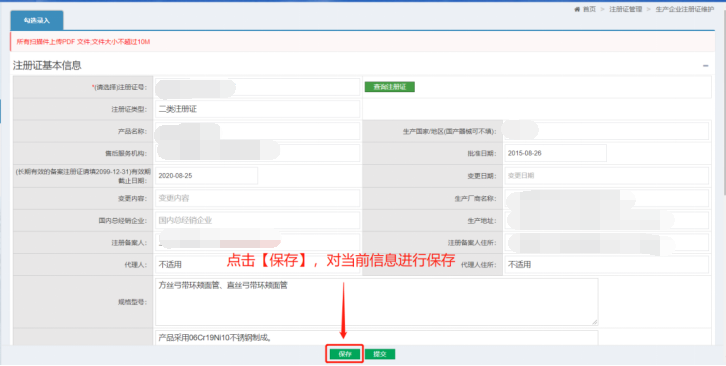 首页 > 注册证管理 > 生产企业注册证维护
勾选录入
所有扫描件上传PDF 文件,文件大小不超过10M
注册证基本信息
*(请选择)注册证号:
查询注册证
注册证类型: 二类注册证
产品名称: 生产国家/地区(国产器械可不填):
售后服务机构: 批准日期: 2015-08-26
(长期有效的备案注册证请填2099-12-31)有效期截止日期: 2020-08-25 变更日期: 变更日期
变更内容: 变更内容 生产厂商名称:
国内总经销企业: 国内总经销企业 生产地址:
注册备案人: 注册备案人住所:
点击【保存】，对当前信息进行保存
代理人: 不适用 代理人住所: 不适用
规格型号: 方丝弓带环颊面管、直丝弓带环颊面管
产品采用06Cr19Ni10不锈钢制成。
保存 提交